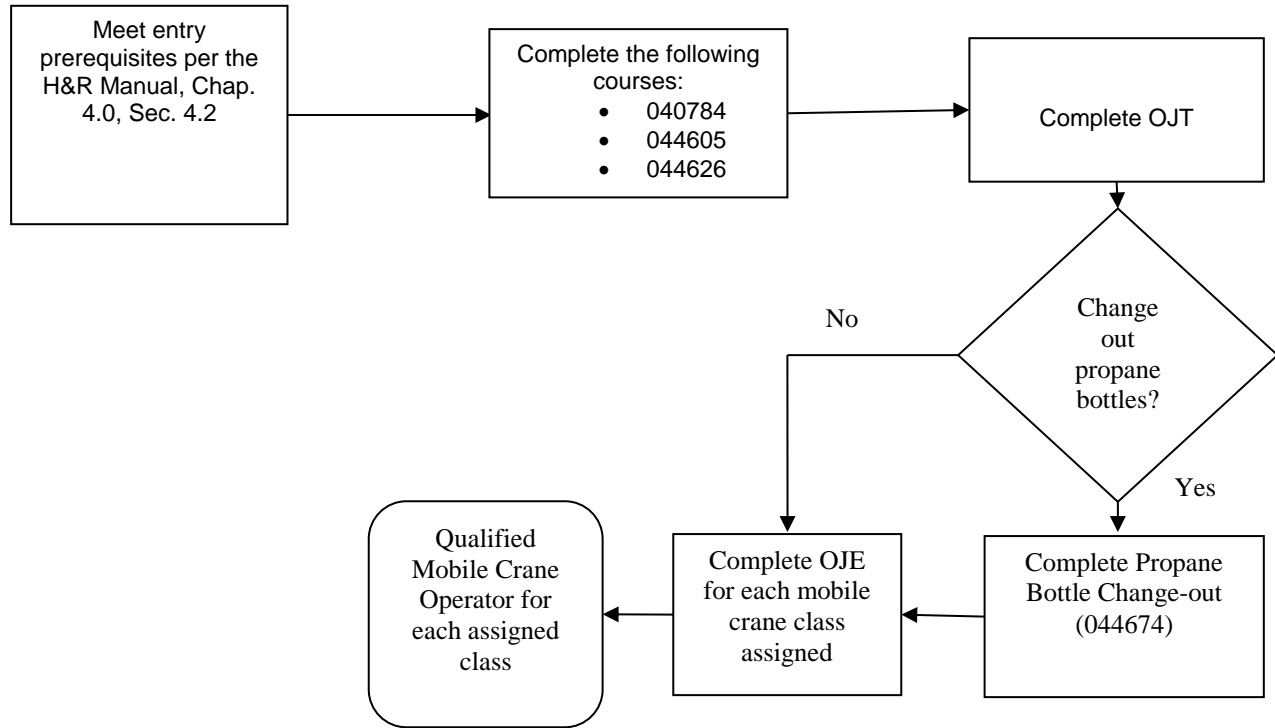 Meet entry
prerequisites per the
H&R Manual, Chap.
4.0, Sec. 4.2
Complete the following
courses:
• 040784
• 044605
• 044626
Complete OJT
Change
out
propane
bottles?
No
Yes
Complete Propane
Bottle Change-out
(044674)
Complete OJE
for each mobile
crane class
assigned
Qualified
Mobile Crane
Operator for
each assigned
class